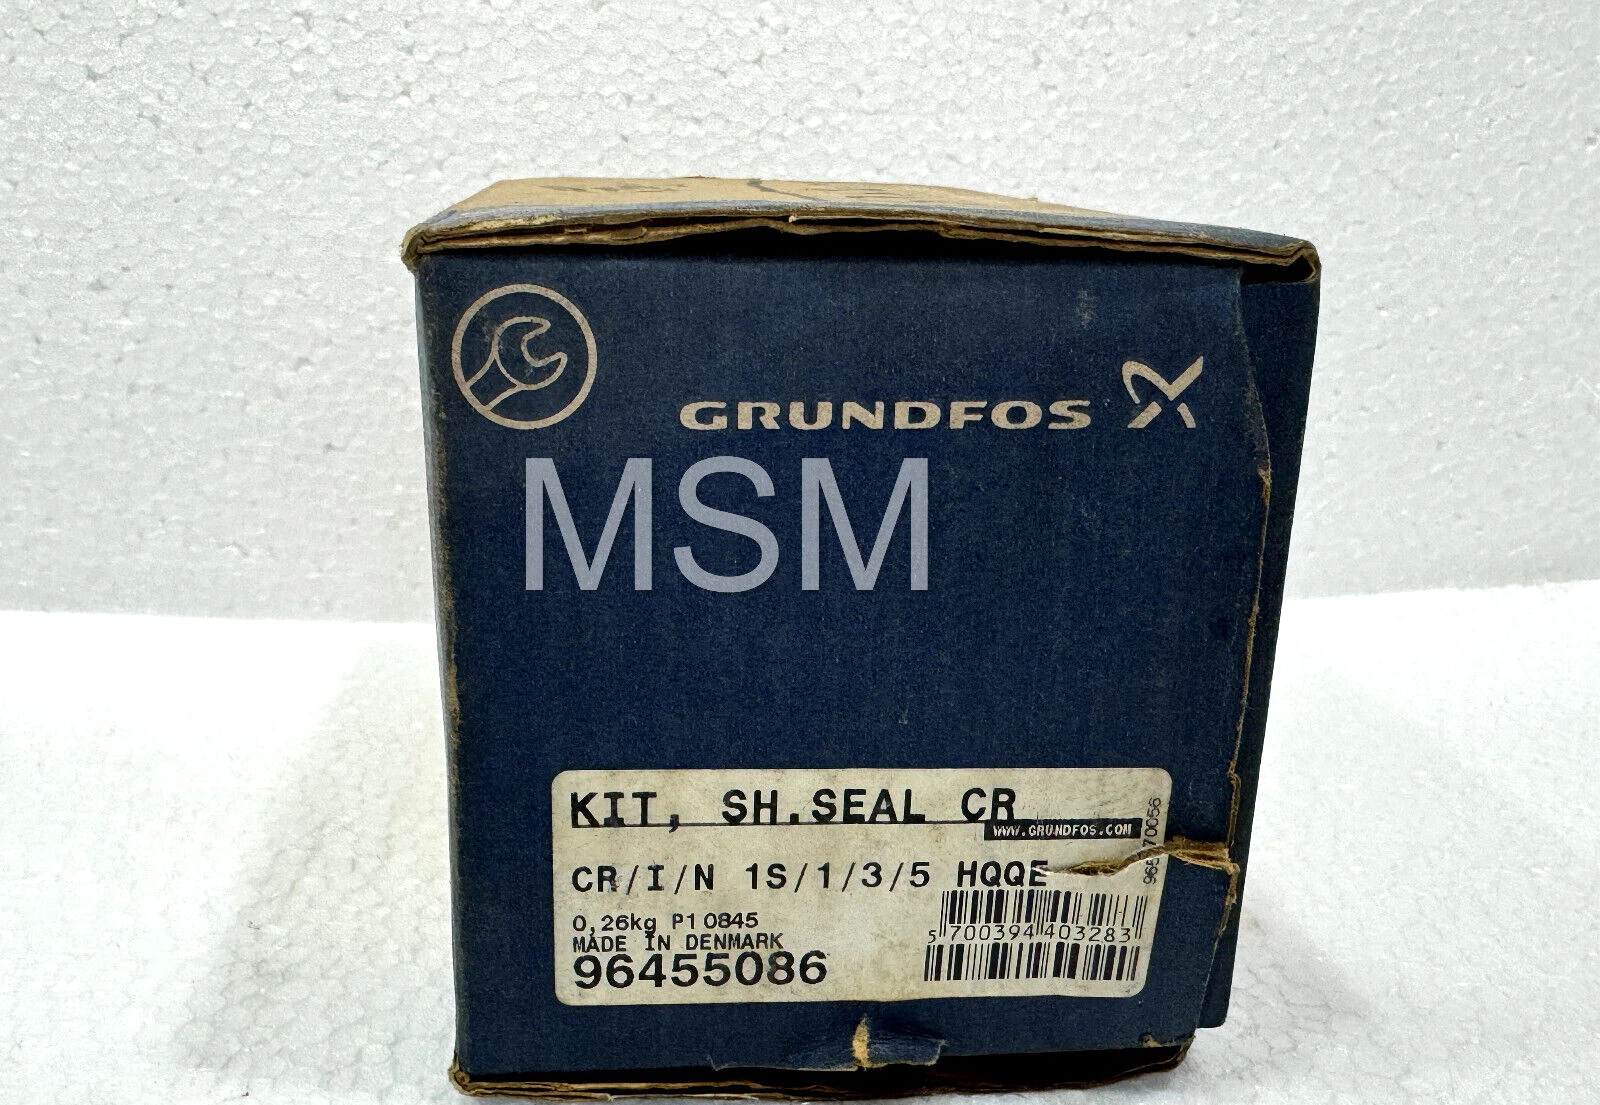 GRUNDFOS
MSM
KIT, SH.SEAL CR
WWW.GRUNDFOS.COM
CR/I/N 1S/1/3/5 HQQE
0,26kg P1 0845
MADE IN DENMARK
96455086
5 700394 403283